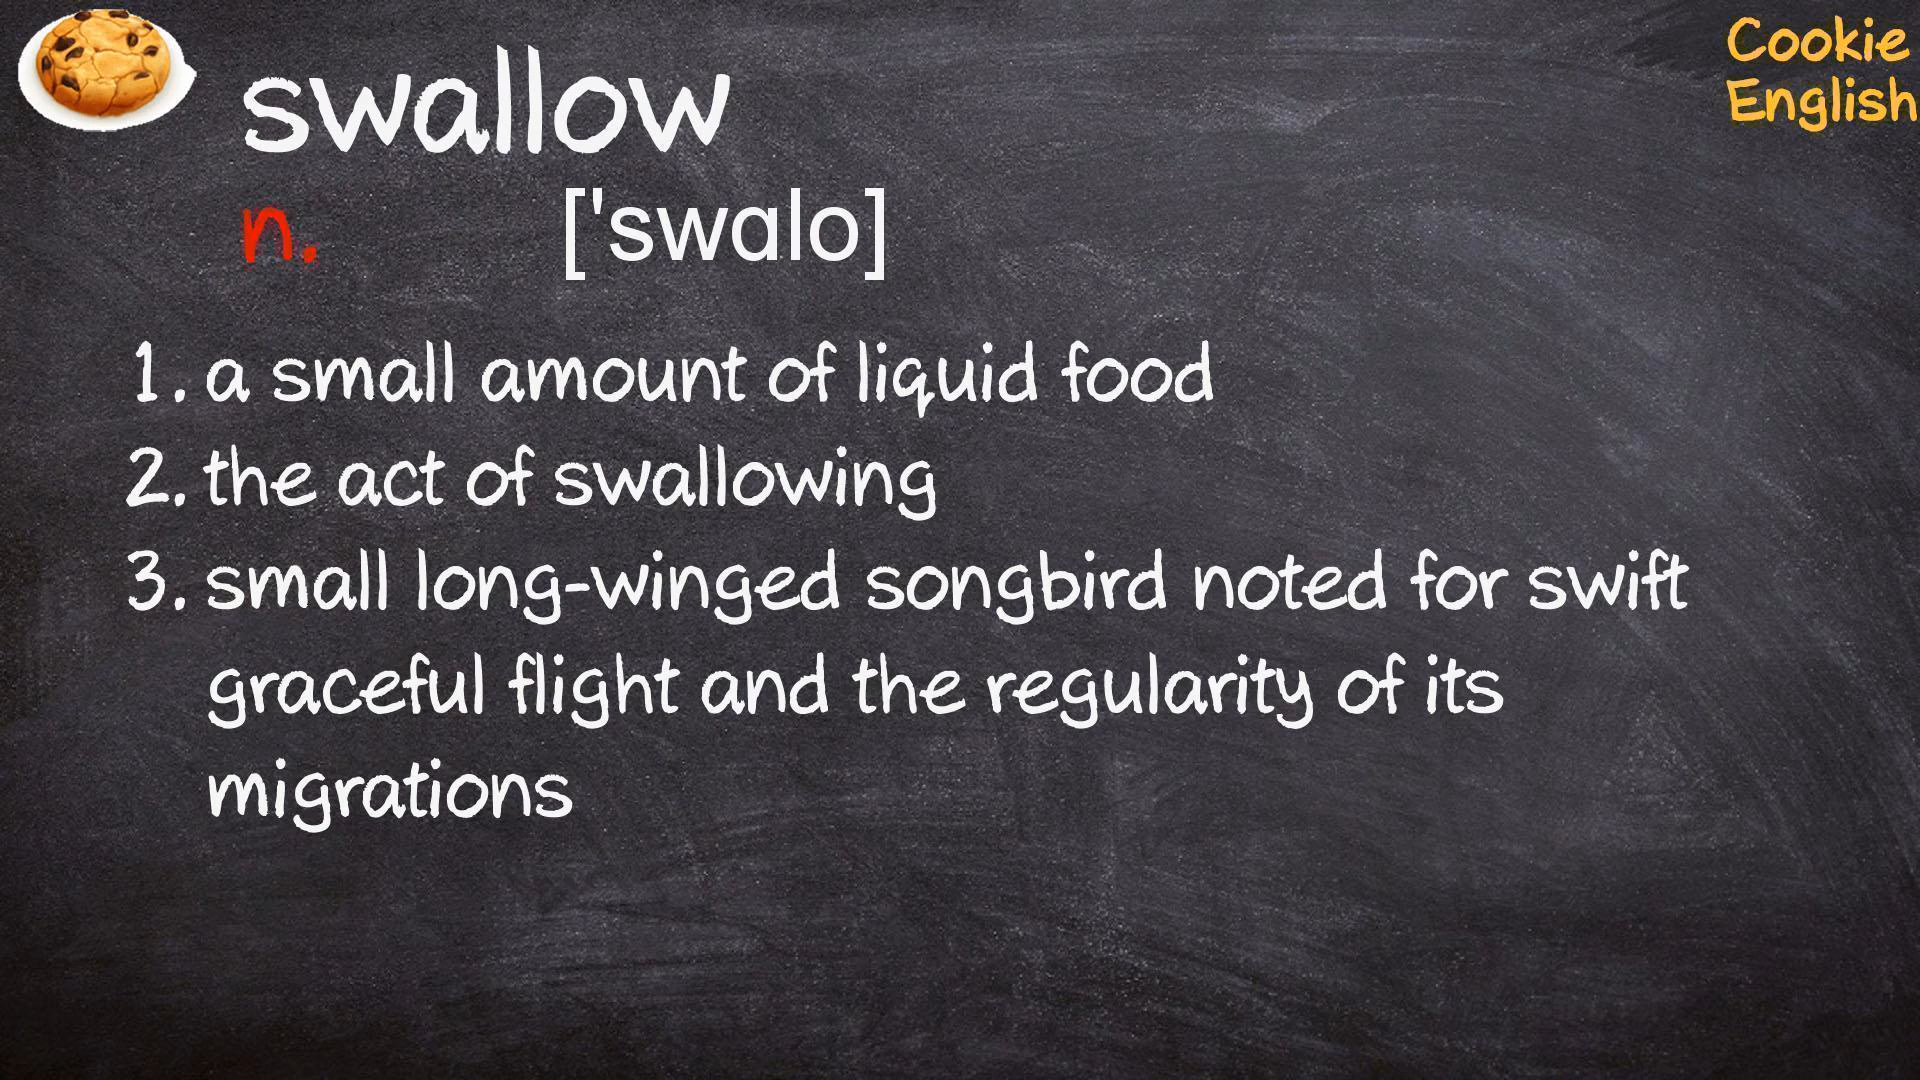 swallow
Cookie
English
n. ['swɑlo]
1. a small amount of liquid food
2. the act of swallowing
3. small long-winged songbird noted for swift
graceful flight and the regularity of its
migrations